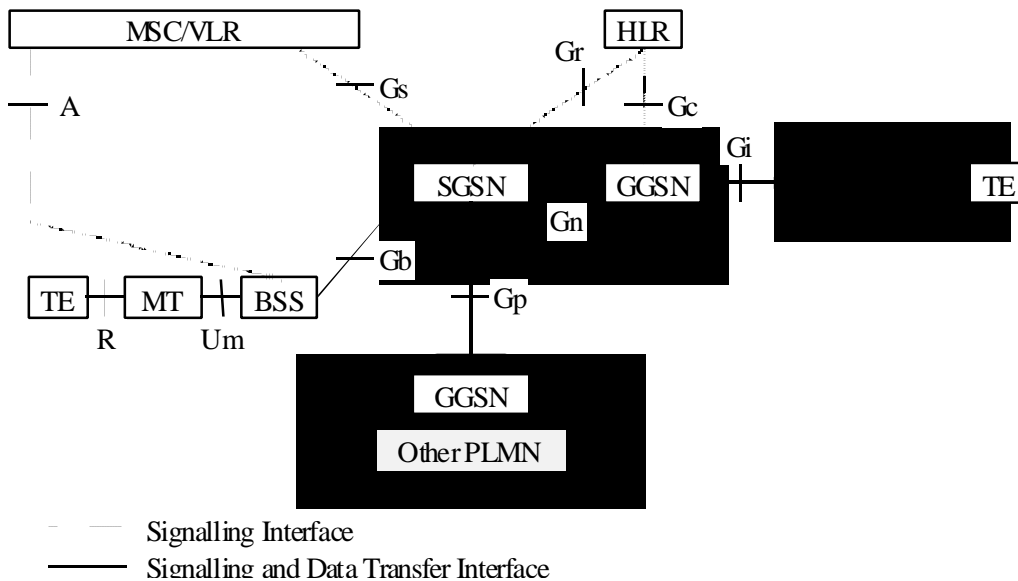 MSC/VLR
HLR
Gr
Gs
A
Gc
Gi
SGSN
GGSN
TE
Gn
Gb
TE
MT
BSS
Gp
R
Um
GGSN
Other PLMN
Signalling Interface
Signalling and Data Transfer Interface